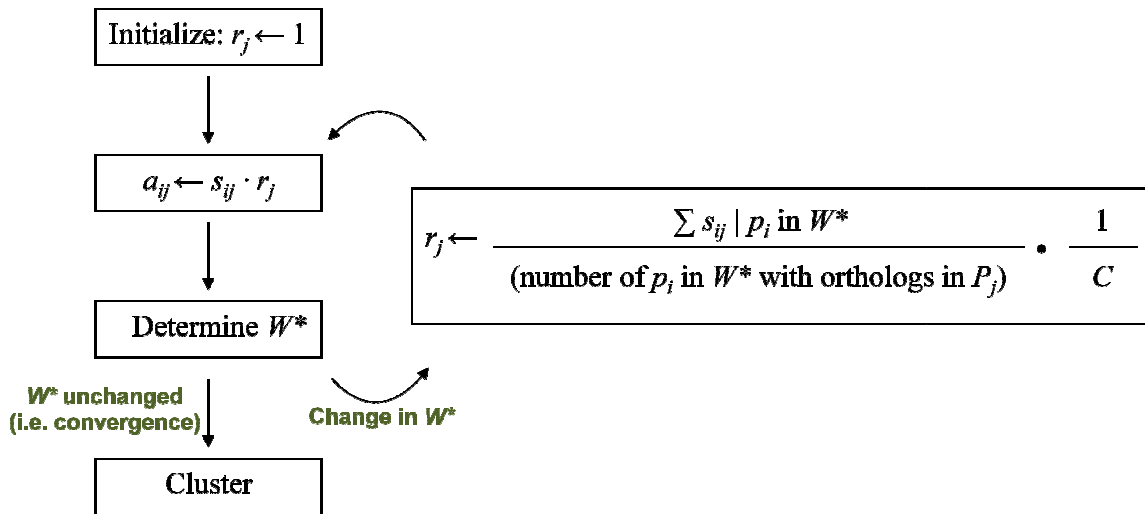 Initialize: r_j ← 1
a_ij ← s_ij · r_j
r_j ← ∑ s_ij | p_i in W* / (number of p_i in W* with orthologs in P_j) • 1 / C
Determine W*
W* unchanged
(i.e. convergence)
Change in W*
Cluster